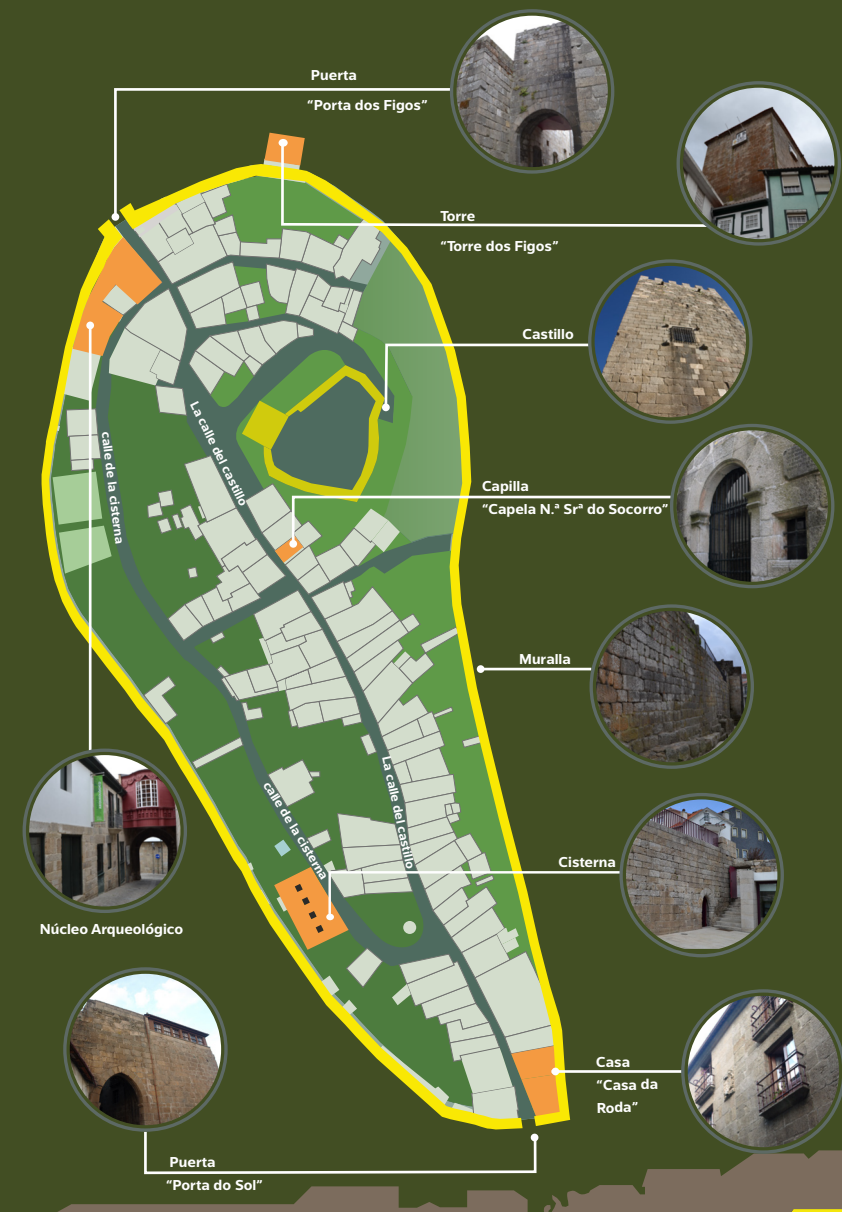 Puerta
“Porta dos Figos”
Torre
“Torre dos Figos”
Castillo
La calle del castillo
calle de la cisterna
Capilla
“Capela N.ª Srª do Socorro”
Muralla
La calle del castillo
calle de la cisterna
Cisterna
Núcleo Arqueológico
Casa
“Casa da
Roda”
Puerta
“Porta do Sol”